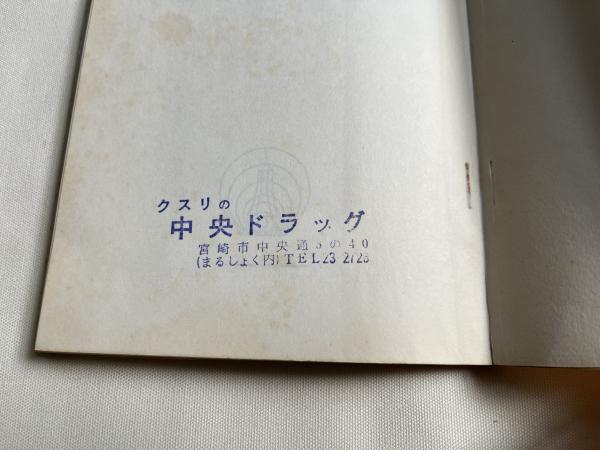 クスリの
中央ドラッグ
宮崎市中央通5の40
(まるしょく内)TEL23-2728